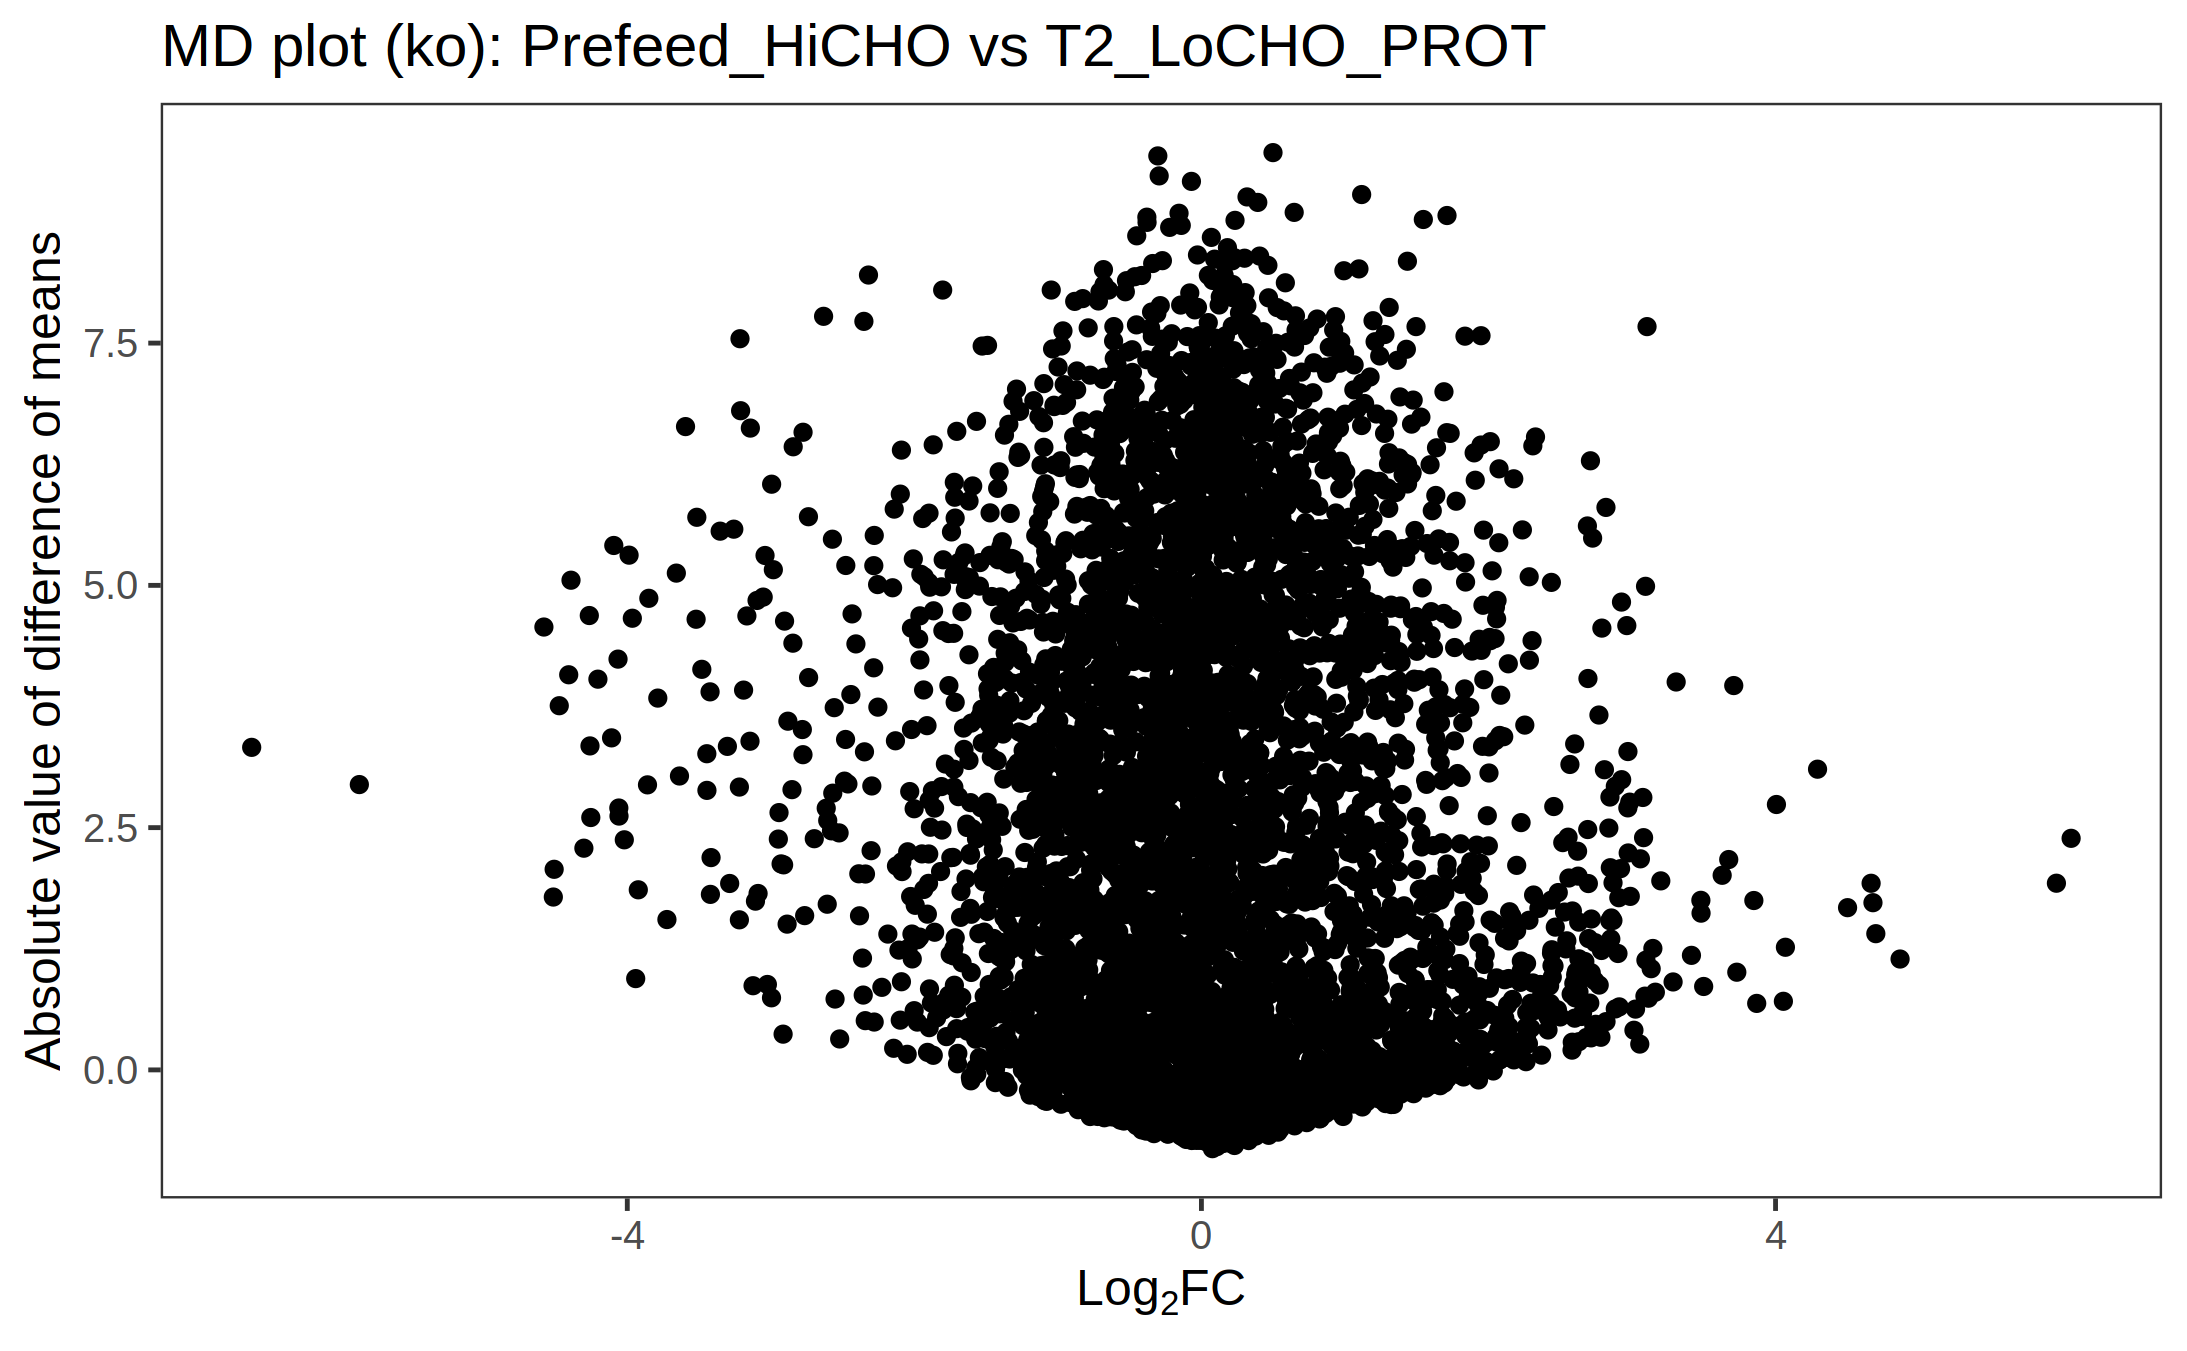 MD plot (ko): Prefeed_HiCHO vs T2_LoCHO_PROT
Absolute value of difference of means
7.5
5.0
2.5
0.0
-4 0 4
Log₂FC